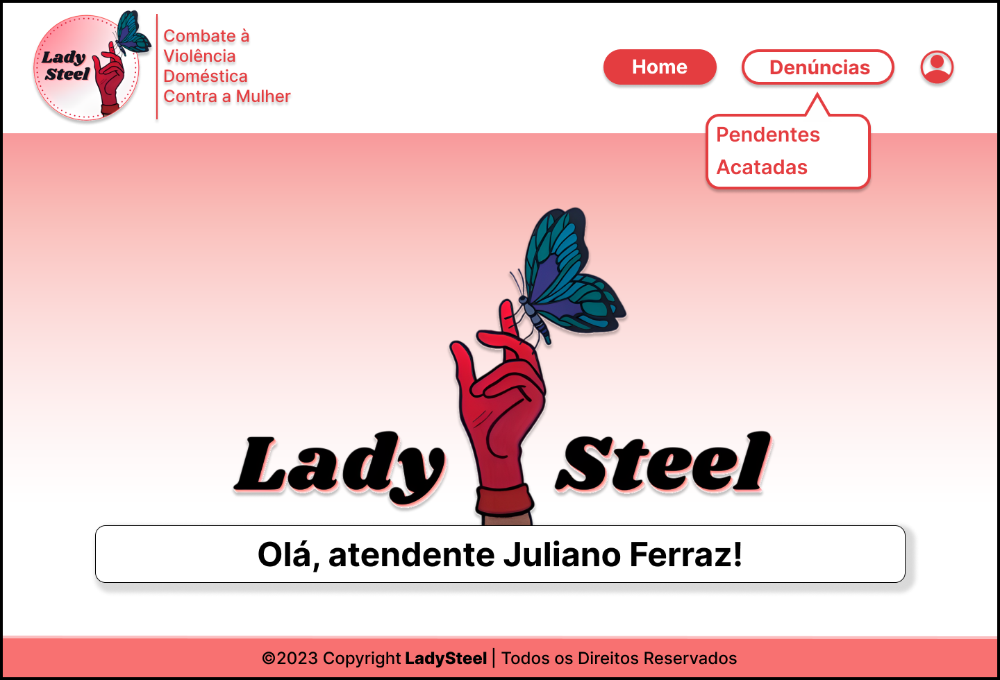 Lady
Steel
Combate à
Violência
Doméstica
Contra a Mulher
Home
Denúncias
Pendentes
Acatadas
Lady Steel
Olá, atendente Juliano Ferraz!
©2023 Copyright LadySteel | Todos os Direitos Reservados